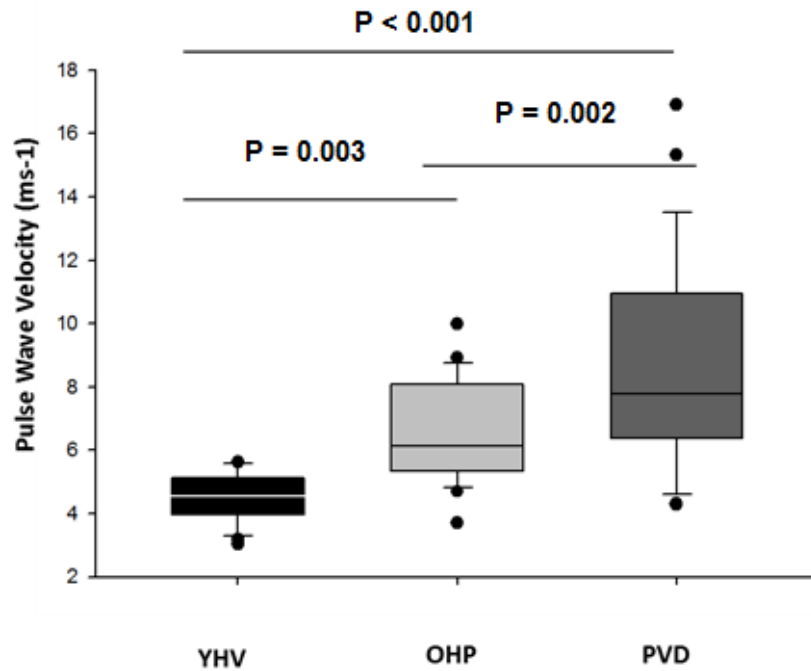 P < 0.001
P = 0.002
P = 0.003
Pulse Wave Velocity (ms-1)
18
16
14
12
10
8
6
4
2
YHV OHP PVD